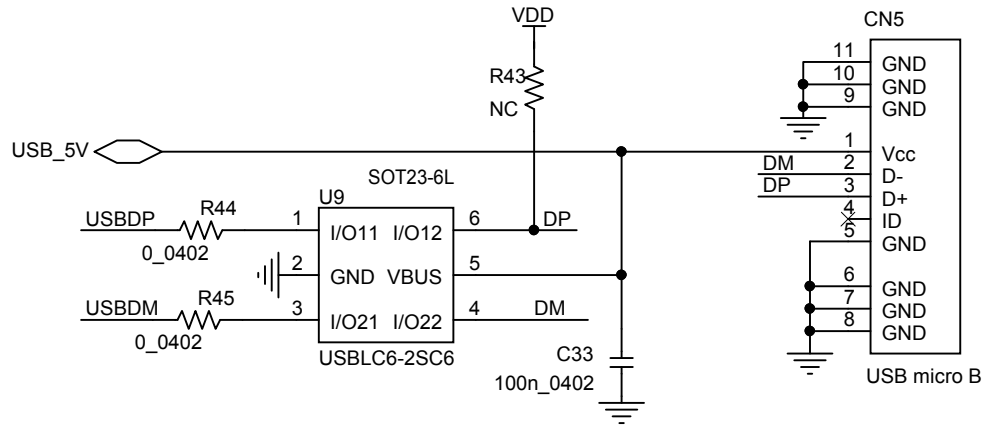 VDD
CN5
R43
NC
11 GND
10 GND
9 GND
USB_5V
1 Vcc
DM 2 D-
DP 3 D+
4 ID
5 GND
6 GND
7 GND
8 GND
USB micro B
SOT23-6L
U9
USBDP R44 1 I/O11 I/O12 6 DP
0_0402
2 GND VBUS 5
USBDM R45 3 I/O21 I/O22 4 DM
0_0402
USBLC6-2SC6
C33
100n_0402